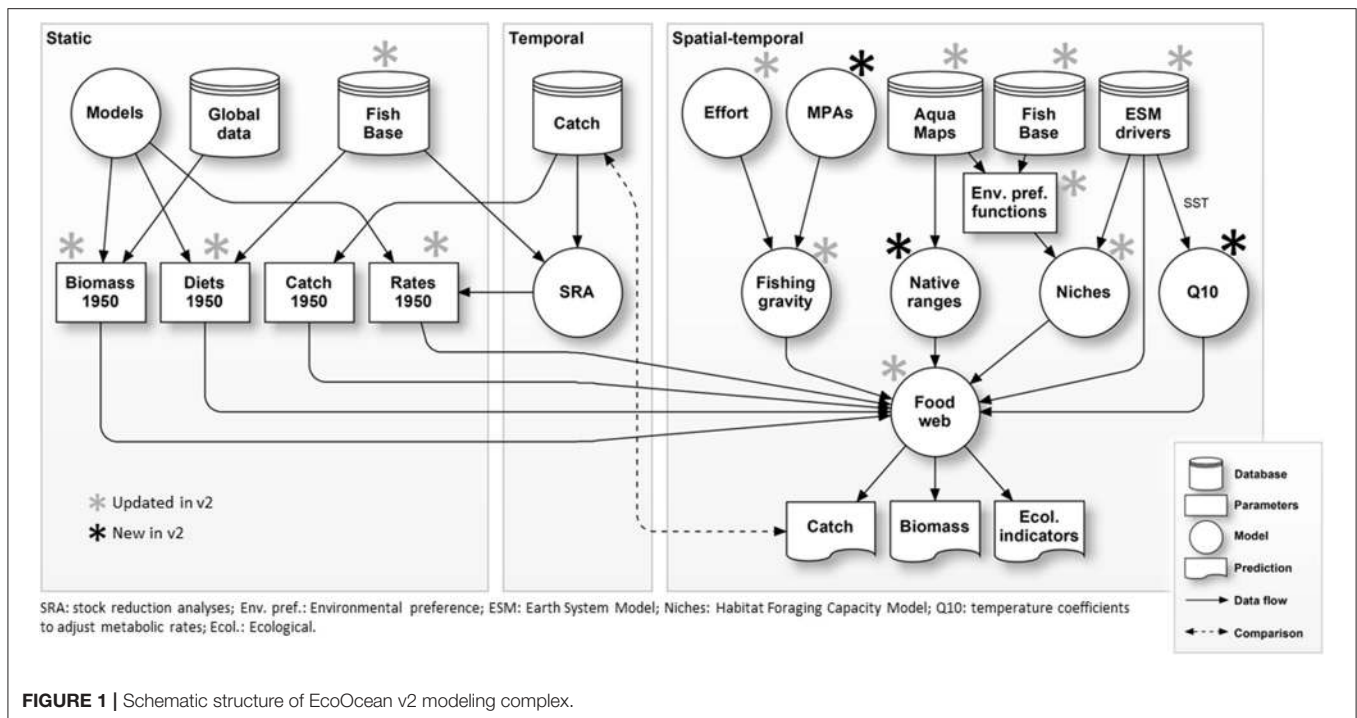 Static
Temporal
Spatial-temporal
Models
Global
data
Fish
Base
Catch
Effort
MPAs
Aqua
Maps
Fish
Base
ESM
drivers
Env. pref.
functions
SST
Biomass
1950
Diets
1950
Catch
1950
Rates
1950
SRA
Fishing
gravity
Native
ranges
Niches
Q10
Food
web
Catch
Biomass
Ecol.
indicators
Updated in v2
New in v2
Database
Parameters
Model
Prediction
Data flow
Comparison
SRA: stock reduction analyses; Env. pref.: Environmental preference; ESM: Earth System Model; Niches: Habitat Foraging Capacity Model; Q10: temperature coefficients
to adjust metabolic rates; Ecol.: Ecological.
FIGURE 1 | Schematic structure of EcoOcean v2 modeling complex.